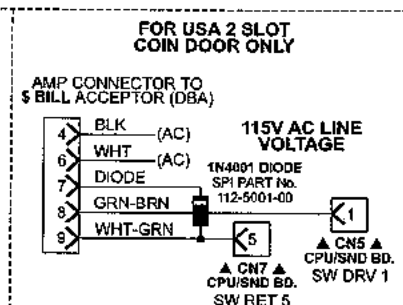 FOR USA 2 SLOT
COIN DOOR ONLY
AMP CONNECTOR TO
$ BILL ACCEPTOR (DBA)
4 BLK (AC)
6 WHT (AC)
7 DIODE
8 GRN-BRN
9 WHT-GRN
115V AC LINE
VOLTAGE
1N4001 DIODE
SPI PART No.
112-5001-00
1
▲ CN5 ▲
CPU/SND BD.
SW DRV 1
5
▲ CN7 ▲
CPU/SND BD.
SW RET 5